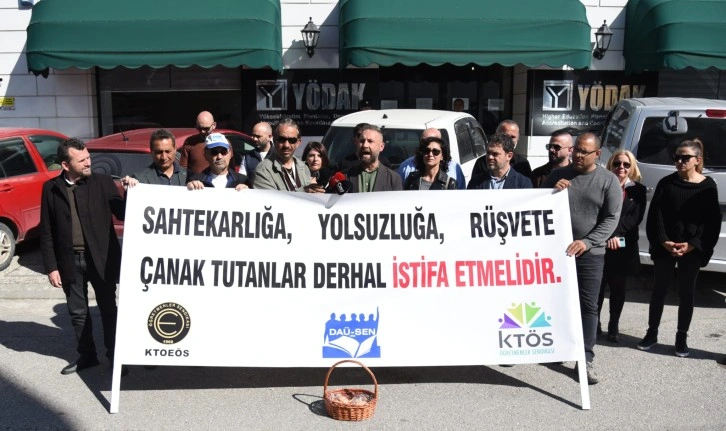 YÖDAK
YÖDAK
Higher Education Planning,
SAHTEKARLIĞA, YOLSUZLUĞA, RÜŞVETE
ÇANAK TUTANLAR DERHAL İSTİFA ETMELİDİR.
KTOEÖS
DAÜ-SEN
KTÖS
ÖĞRETMENLER SENDİKASI